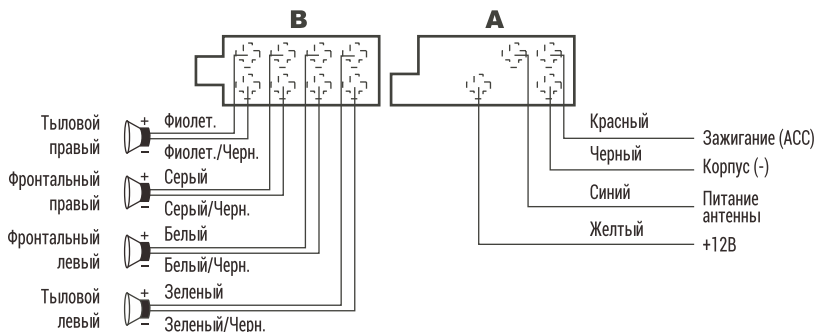 B
A
Тыловой
правый
+
Фиолет.
–
Фиолет./Черн.
Фронтальный
правый
+
Серый
–
Серый/Черн.
Фронтальный
левый
+
Белый
–
Белый/Черн.
Тыловой
левый
+
Зеленый
–
Зеленый/Черн.
Красный
Зажигание (ACC)
Черный
Корпус (-)
Синий
Питание
антенны
Желтый
+12В